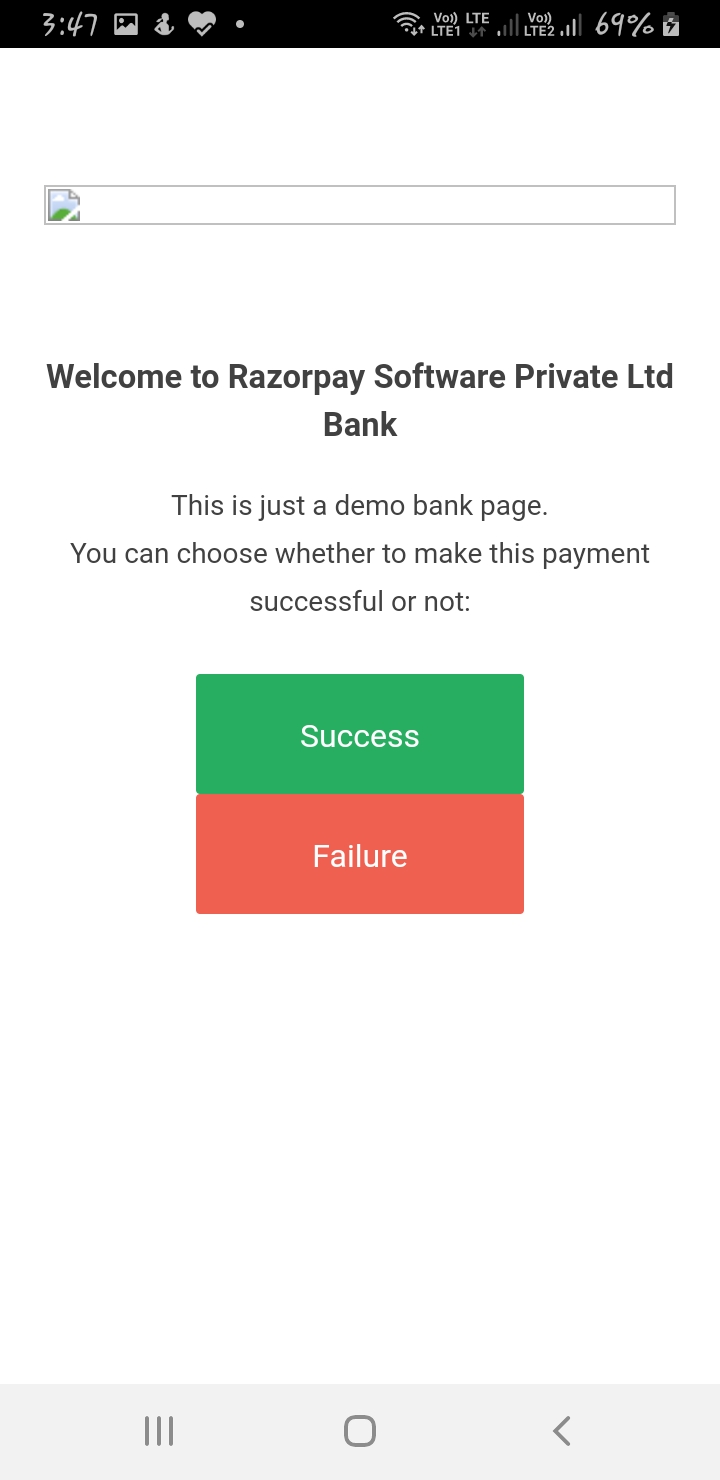 3:47 Vo)) LTE1 LTE Vo)) LTE2 69%
Welcome to Razorpay Software Private Ltd
Bank
This is just a demo bank page.
You can choose whether to make this payment
successful or not:
Success
Failure